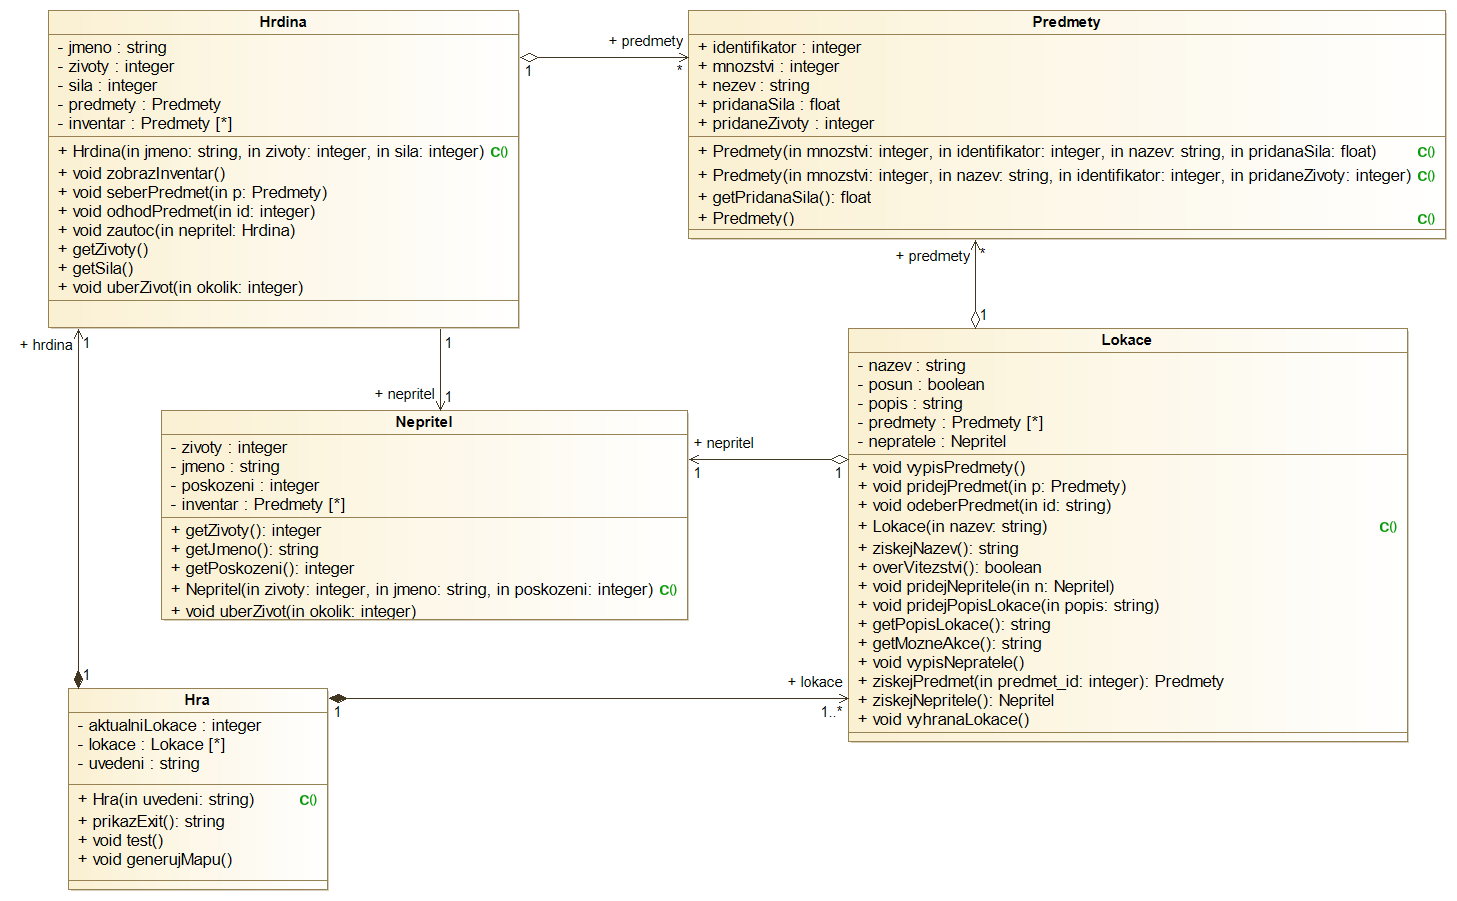 Hrdina
- jmeno : string
- zivoty : integer
- sila : integer
- predmety : Predmety
- inventar : Predmety [*]
+ Hrdina(in jmeno: string, in zivoty: integer, in sila: integer) C()
+ void zobrazInventar()
+ void seberPredmet(in p: Predmety)
+ void odhodPredmet(in id: integer)
+ void zautoc(in nepritel: Hrdina)
+ getZivoty()
+ getSila()
+ void uberZivot(in okolik: integer)
+ predmety
1
*
Predmety
+ identifikator : integer
+ mnozstvi : integer
+ nezev : string
+ pridanaSila : float
+ pridaneZivoty : integer
+ Predmety(in mnozstvi: integer, in identifikator: integer, in nazev: string, in pridanaSila: float) C()
+ Predmety(in mnozstvi: integer, in nazev: string, in identifikator: integer, in pridaneZivoty: integer) C()
+ getPridanaSila(): float
+ Predmety() C()
+ predmety
*
1
+ hrdina
1
1
+ nepritel
1
Nepritel
- zivoty : integer
- jmeno : string
- poskozeni : integer
- inventar : Predmety [*]
+ getZivoty(): integer
+ getJmeno(): string
+ getPoskozeni(): integer
+ Nepritel(in zivoty: integer, in jmeno: string, in poskozeni: integer) C()
+ void uberZivot(in okolik: integer)
+ nepritel
1
1
Lokace
- nazev : string
- posun : boolean
- popis : string
- predmety : Predmety [*]
- nepratele : Nepritel
+ void vypisPredmety()
+ void pridejPredmet(in p: Predmety)
+ void odeberPredmet(in id: string)
+ Lokace(in nazev: string) C()
+ ziskejNazev(): string
+ overVitezstvi(): boolean
+ void pridejNepritele(in n: Nepritel)
+ void pridejPopisLokace(in popis: string)
+ getPopisLokace(): string
+ getMozneAkce(): string
+ void vypisNepratele()
+ ziskejPredmet(in predmet_id: integer): Predmety
+ ziskejNepritele(): Nepritel
+ void vyhranaLokace()
1
Hra
- aktualniLokace : integer
- lokace : Lokace [*]
- uvedeni : string
+ Hra(in uvedeni: string) C()
+ prikazExit(): string
+ void test()
+ void generujMapu()
+ lokace
1
1..*